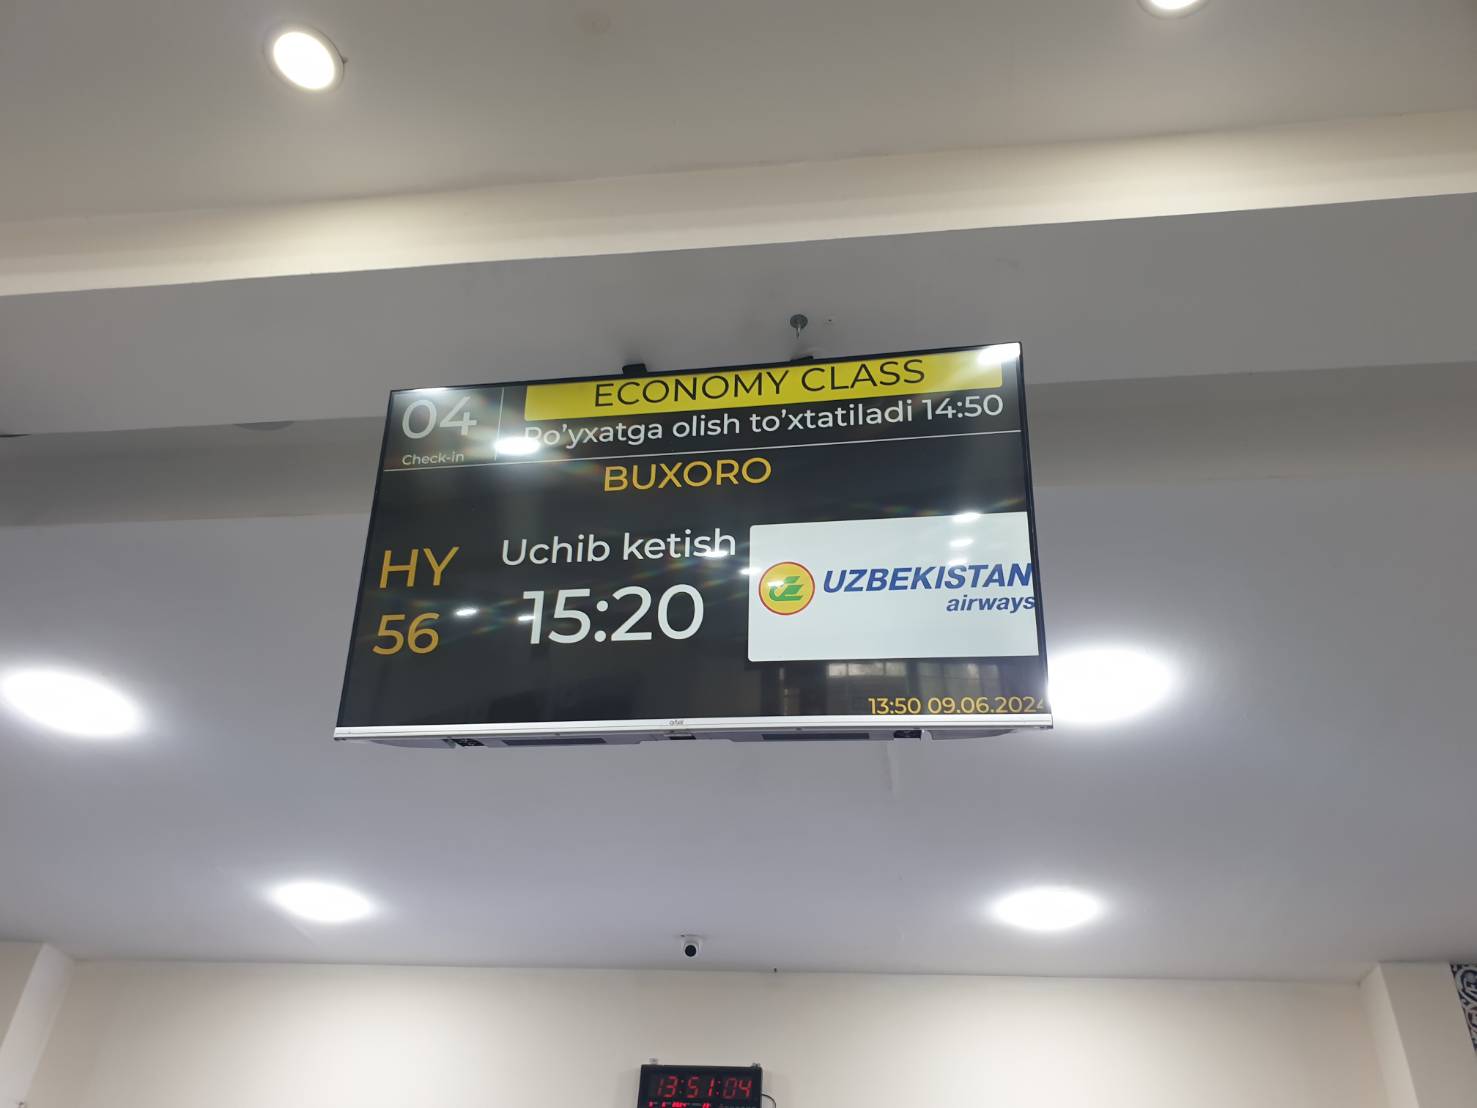 04
Check-in
ECONOMY CLASS
Ro'yxatga olish to'xtatiladi 14:50
BUXORO
HY
56
Uchib ketish
15:20
UZBEKISTAN
airways
13:50 09.06.2024
artel
13:51:04